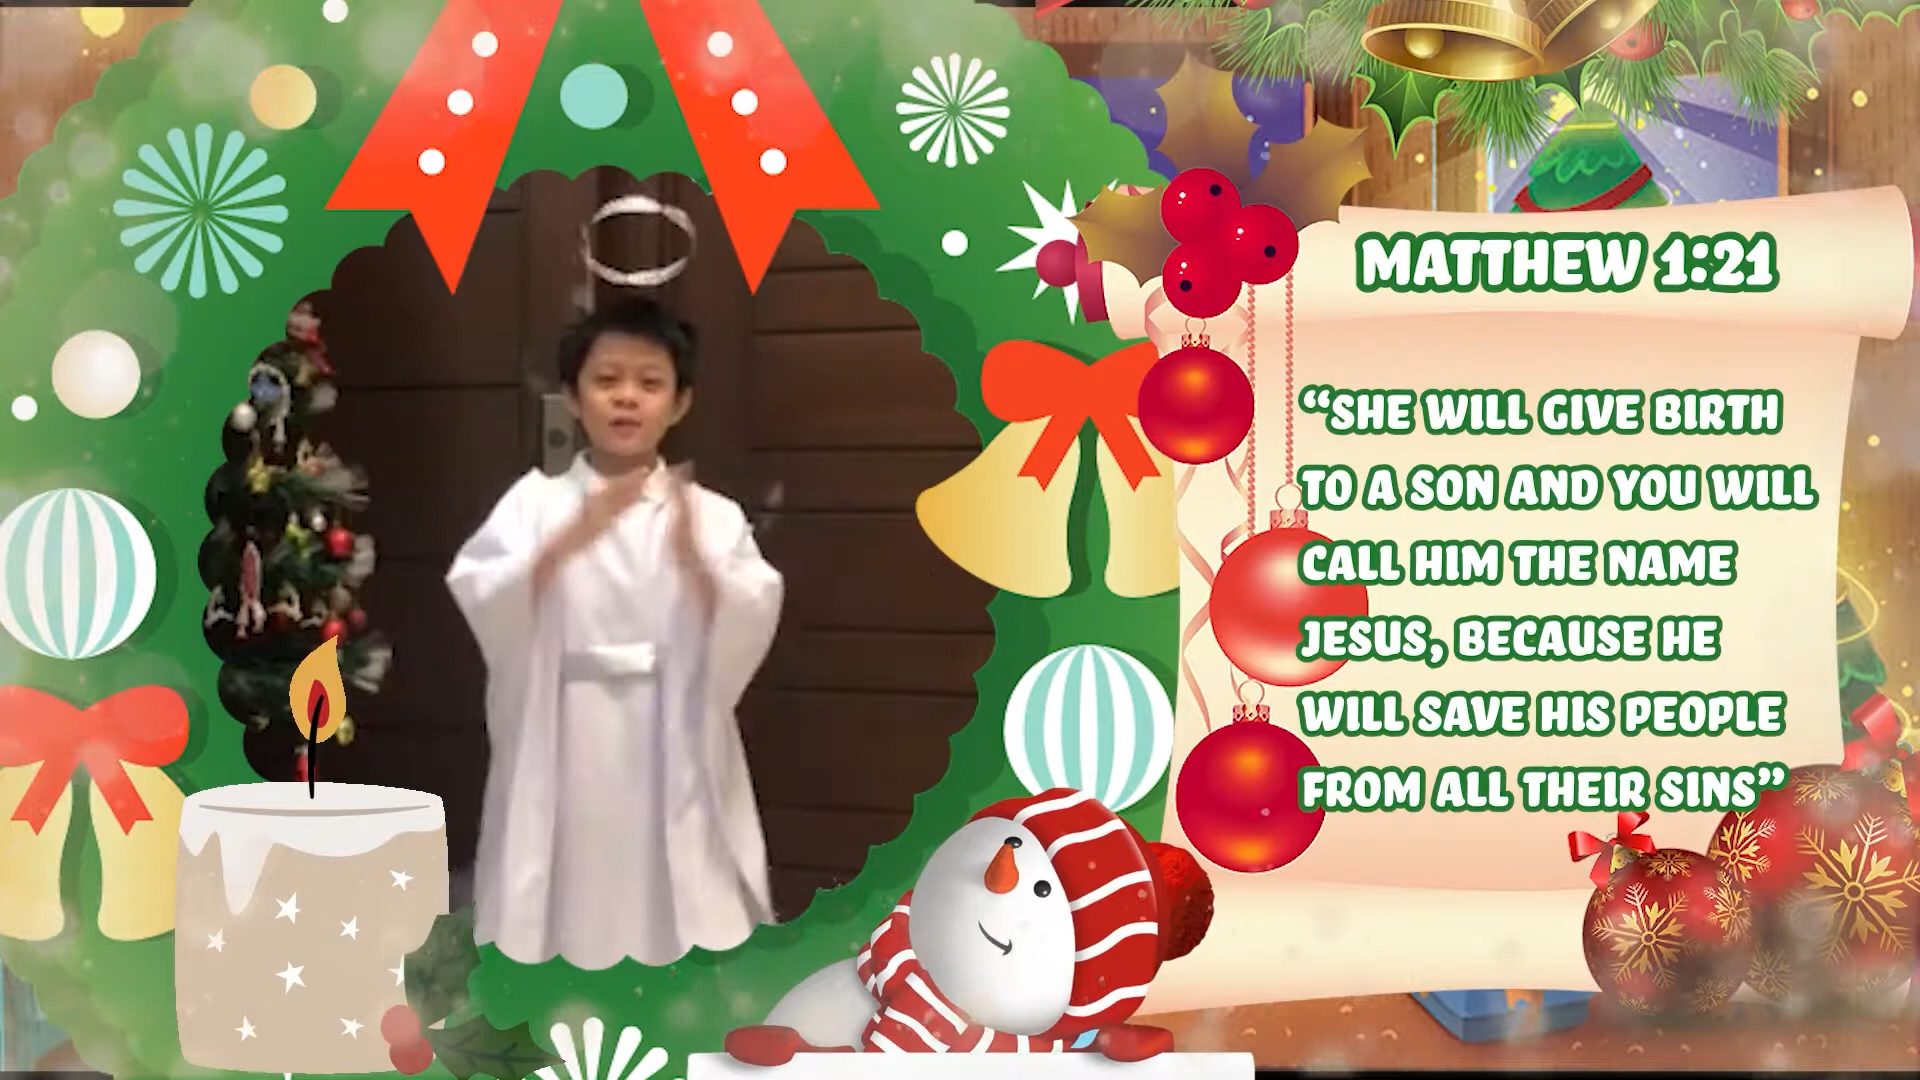 MATTHEW 1:21
“SHE WILL GIVE BIRTH
TO A SON AND YOU WILL
CALL HIM THE NAME
JESUS, BECAUSE HE
WILL SAVE HIS PEOPLE
FROM ALL THEIR SINS”